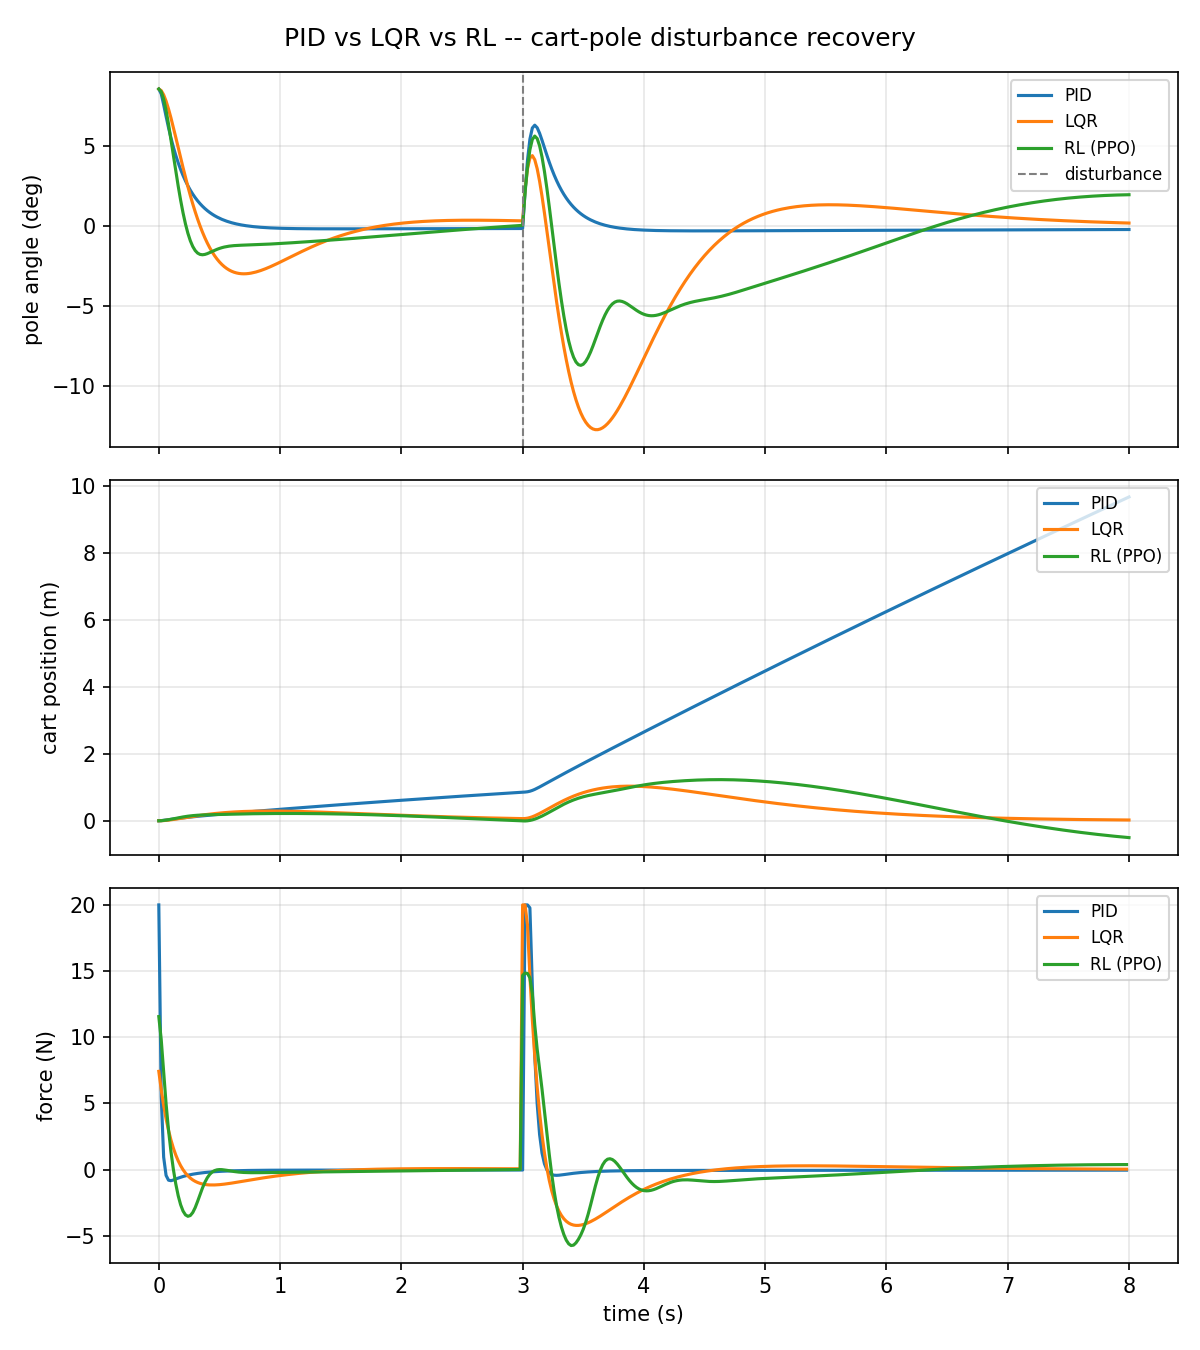 PID vs LQR vs RL -- cart-pole disturbance recovery
pole angle (deg)
5
0
−5
−10
PID
LQR
RL (PPO)
disturbance
cart position (m)
10
8
6
4
2
0
PID
LQR
RL (PPO)
force (N)
20
15
10
5
0
−5
PID
LQR
RL (PPO)
0 1 2 3 4 5 6 7 8
time (s)